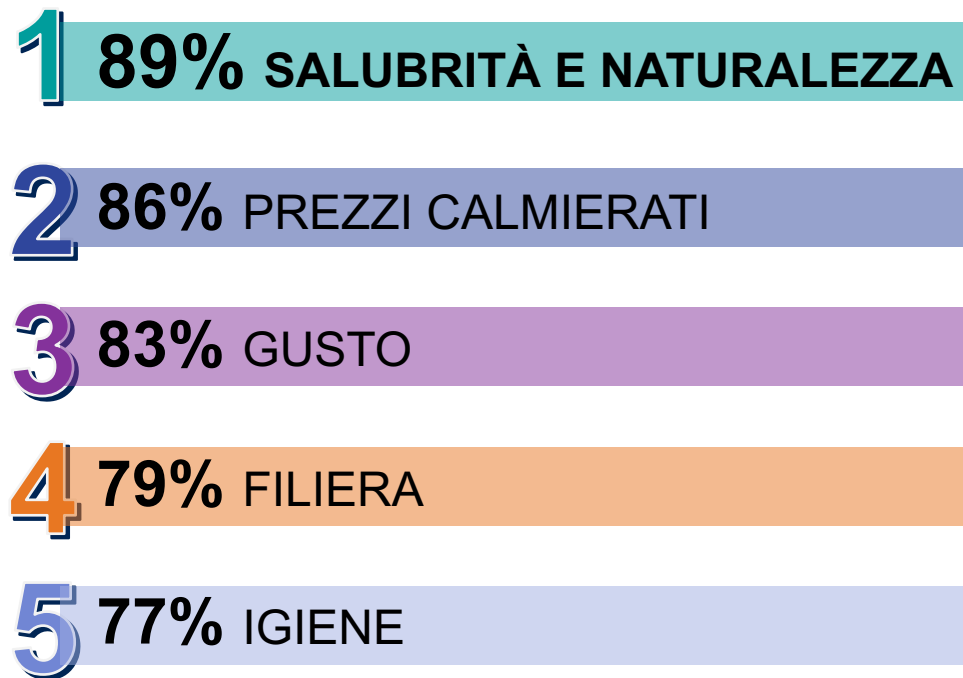 1 89% SALUBRITÀ E NATURALEZZA
2 86% PREZZI CALMIERATI
3 83% GUSTO
4 79% FILIERA
5 77% IGIENE